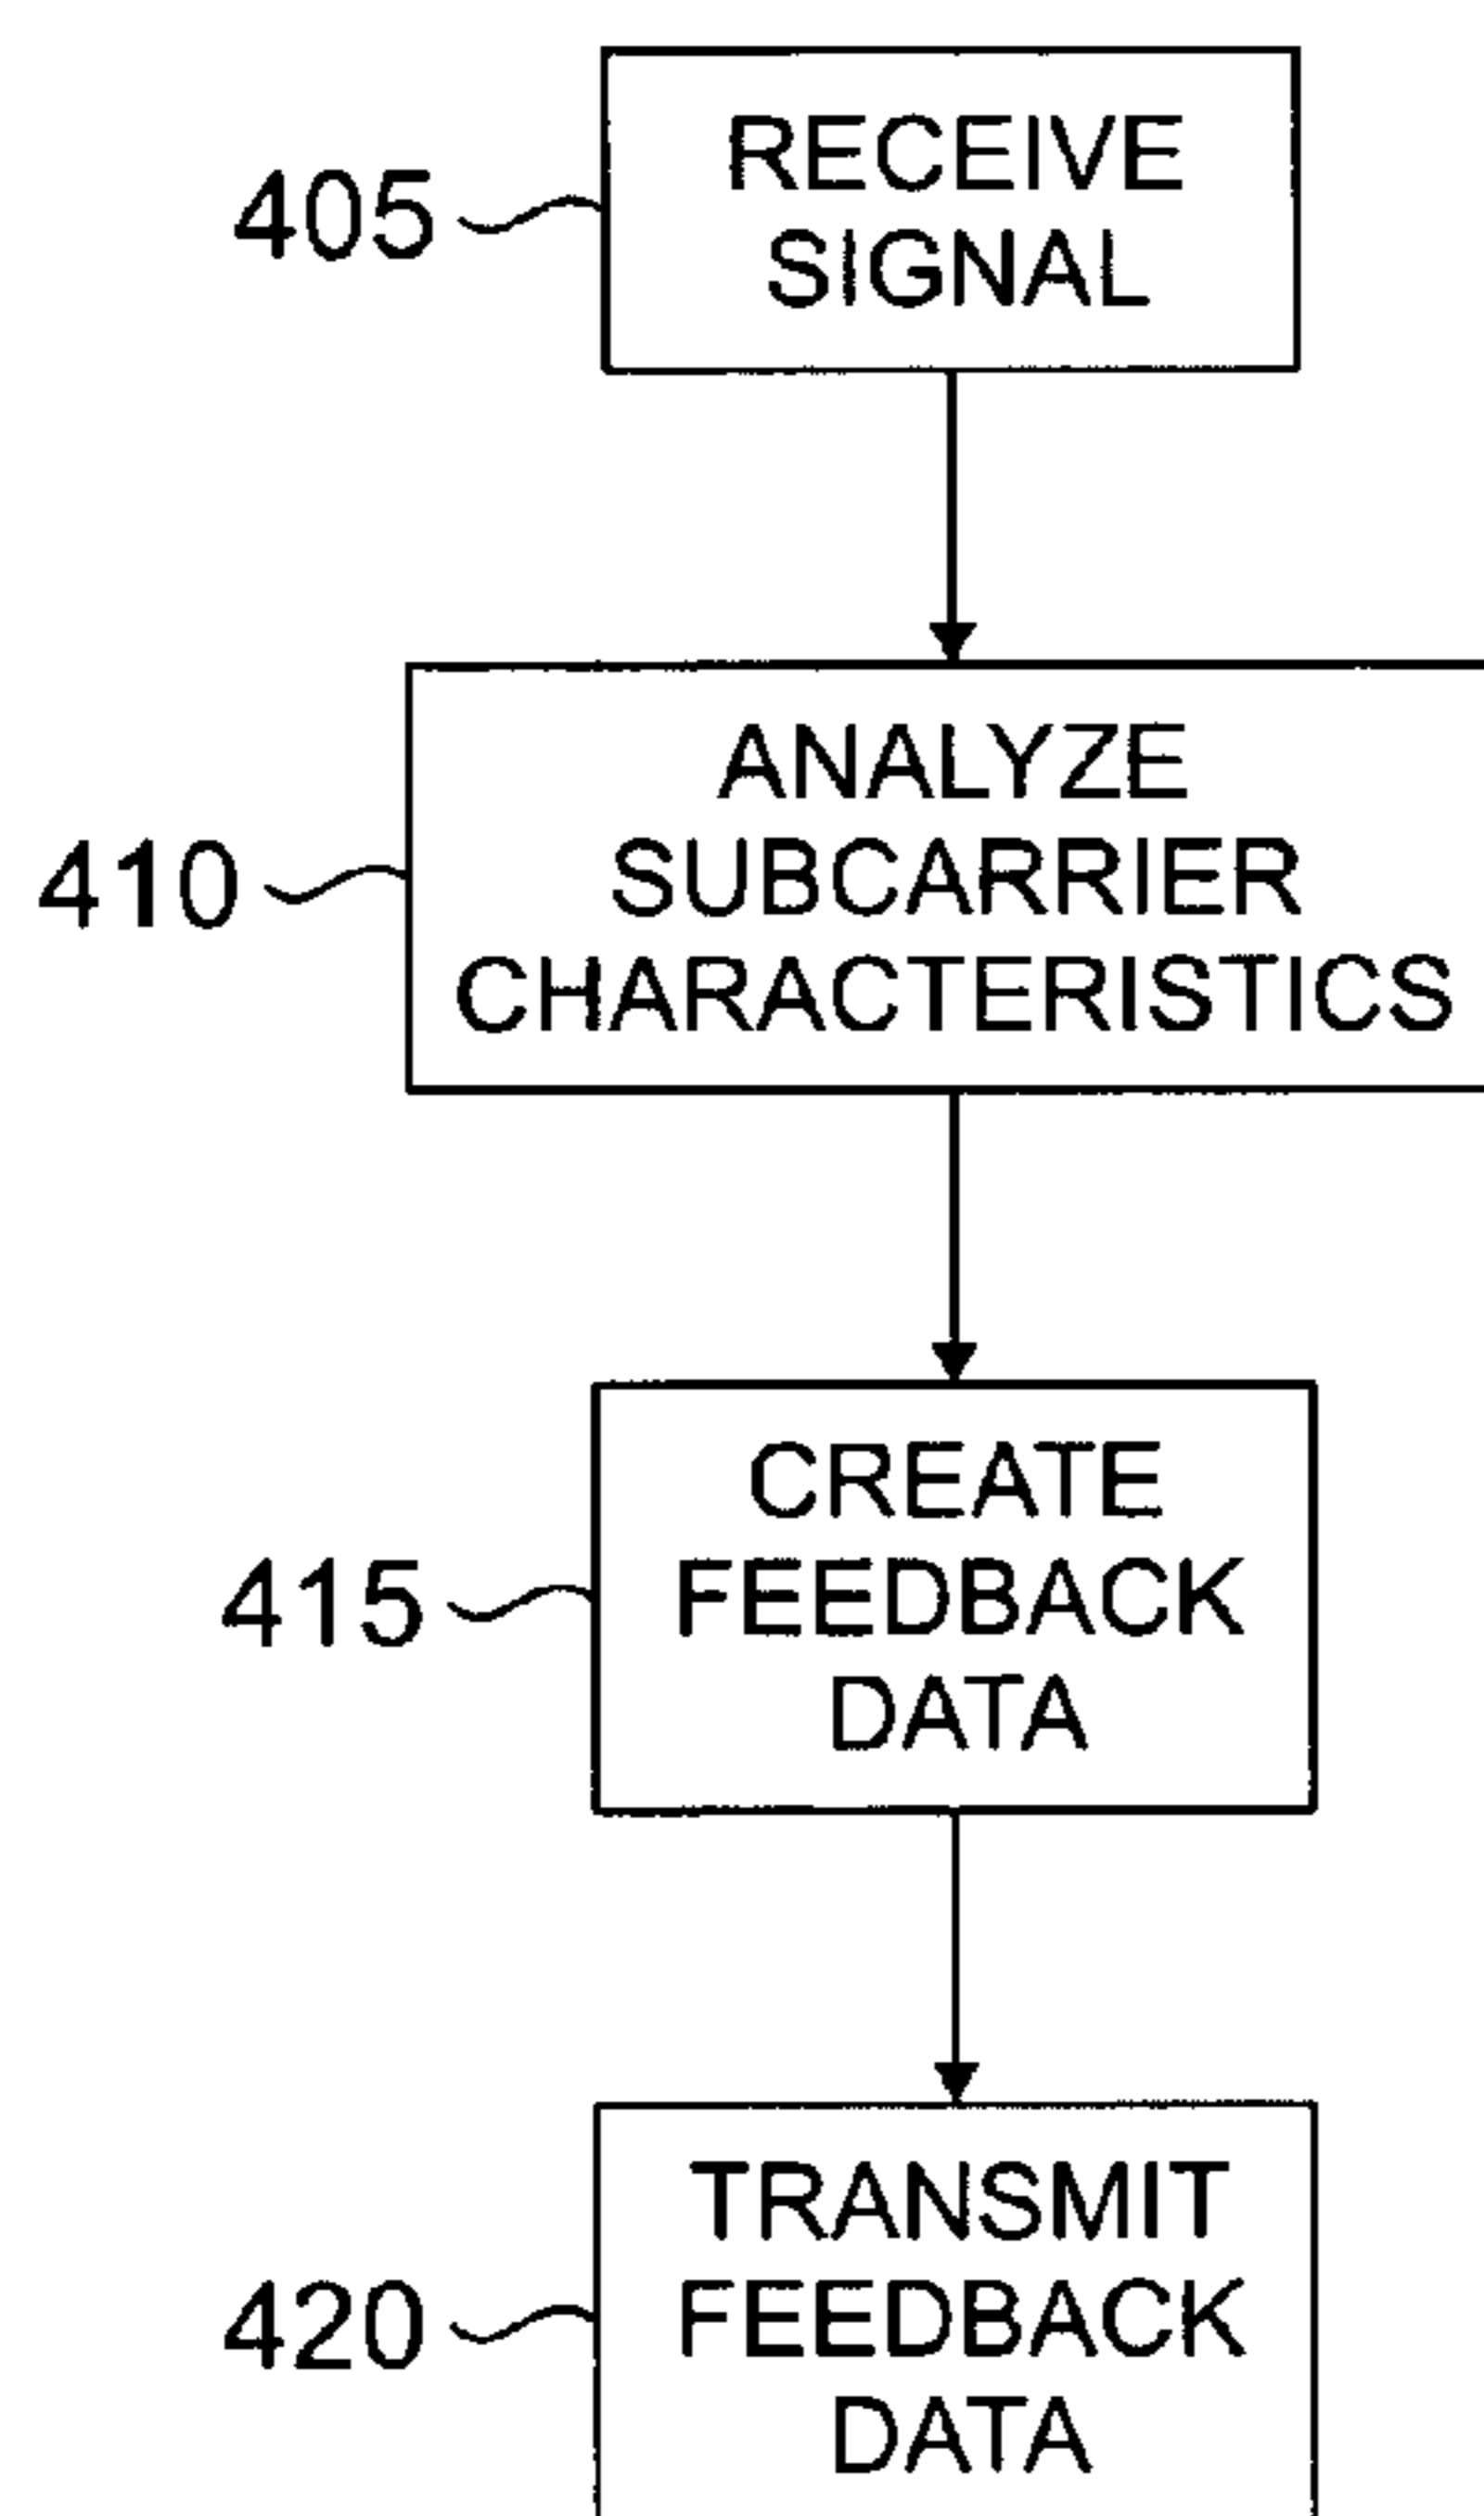 RECEIVE
405
SIGNAL
ANALYZE
410
SUBCARRIER
CHARACTERISTICS
CREATE
415
FEEDBACK
DATA
TRANSMIT
420
FEEDBACK
DATA